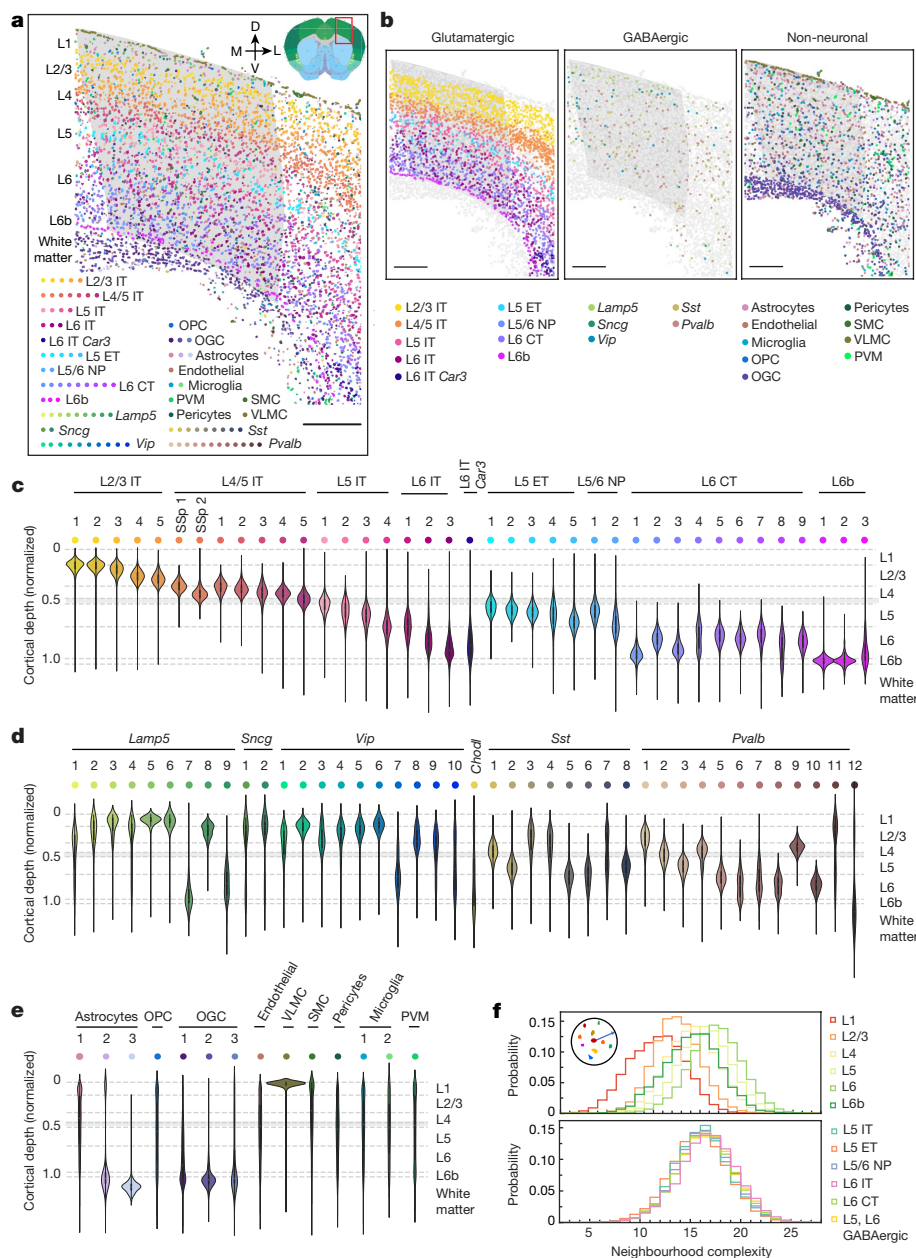 a
D
M L
V
L1
L2/3
L4
L5
L6
L6b
White
matter
L2/3 IT
L4/5 IT
L5 IT
L6 IT
L6 IT Car3
L5 ET
L5/6 NP
L6 CT
L6b
Lamp5
Sncg
Vip
OPC
OGC
Astrocytes
Endothelial
Microglia
PVM
SMC
Pericytes
VLMC
Sst
Pvalb
b
Glutamatergic
GABAergic
Non-neuronal
L2/3 IT
L4/5 IT
L5 IT
L6 IT
L6 IT Car3
L5 ET
L5/6 NP
L6 CT
L6b
Lamp5
Sncg
Vip
Sst
Pvalb
Astrocytes
Endothelial
Microglia
OPC
OGC
Pericytes
SMC
VLMC
PVM
c
L2/3 IT
L4/5 IT
L5 IT
L6 IT
L6 IT
Car3
L5 ET
L5/6 NP
L6 CT
L6b
1 2 3 4 5 SSp 1 SSp 2 1 2 3 4 5 1 2 3 4 1 2 3 1 2 3 4 5 1 2 1 2 3 4 5 6 7 8 9 1 2 3
Cortical depth (normalized)
0
0.5
1.0
L1
L2/3
L4
L5
L6
L6b
White
matter
d
Lamp5
Sncg
Vip
Chodl
Sst
Pvalb
1 2 3 4 5 6 7 8 9 1 2 1 2 3 4 5 6 7 8 9 10 1 2 3 4 5 6 7 8 1 2 3 4 5 6 7 8 9 10 11 12
Cortical depth (normalized)
0
0.5
1.0
L1
L2/3
L4
L5
L6
L6b
White
matter
e
Astrocytes
OPC
OGC
Endothelial
VLMC
SMC
Pericytes
Microglia
PVM
1 2 3 1 2 3 1 2
Cortical depth (normalized)
0
0.5
1.0
L1
L2/3
L4
L5
L6
L6b
White
matter
f
Probability
0.15
0.10
0.05
0
L1
L2/3
L4
L5
L6
L6b
Probability
0.15
0.10
0.05
0
L5 IT
L5 ET
L5/6 NP
L6 IT
L6 CT
L5, L6
GABAergic
5 10 15 20 25
Neighbourhood complexity